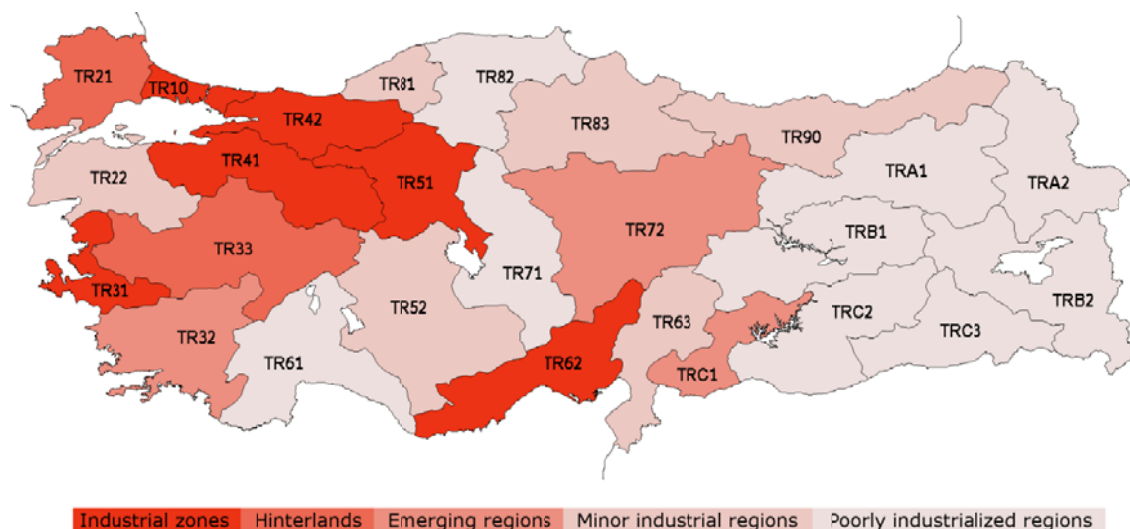 TR21
TR10
TR81
TR82
TR42
TR83
TR90
TR41
TR51
TRA1
TRA2
TR22
TR33
TR72
TRB1
TR71
TR31
TR52
TR63
TRC2
TRB2
TRC3
TR32
TR61
TR62
TRC1
Industrial zones Hinterlands Emerging regions Minor industrial regions Poorly industrialized regions